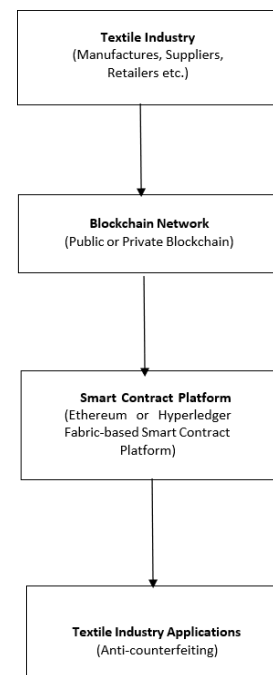 Textile Industry
(Manufactures, Suppliers,
Retailers etc.)
Blockchain Network
(Public or Private Blockchain)
Smart Contract Platform
(Ethereum or Hyperledger
Fabric-based Smart Contract
Platform)
Textile Industry Applications
(Anti-counterfeiting)